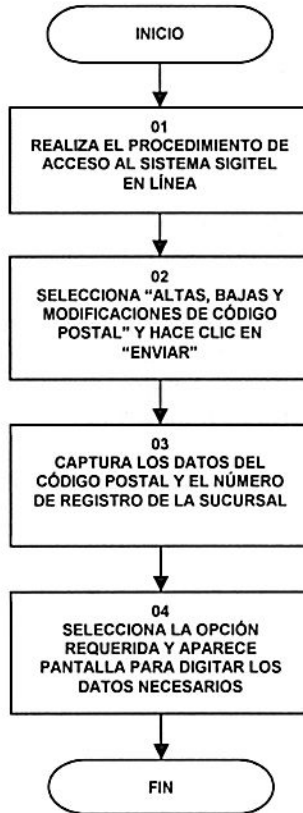 INICIO
01
REALIZA EL PROCEDIMIENTO DE
ACCESO AL SISTEMA SIGITEL
EN LÍNEA
02
SELECCIONA “ALTAS, BAJAS Y
MODIFICACIONES DE CÓDIGO
POSTAL” Y HACE CLIC EN
“ENVIAR”
03
CAPTURA LOS DATOS DEL
CÓDIGO POSTAL Y EL NÚMERO
DE REGISTRO DE LA SUCURSAL
04
SELECCIONA LA OPCIÓN
REQUERIDA Y APARECE
PANTALLA PARA DIGITAR LOS
DATOS NECESARIOS
FIN